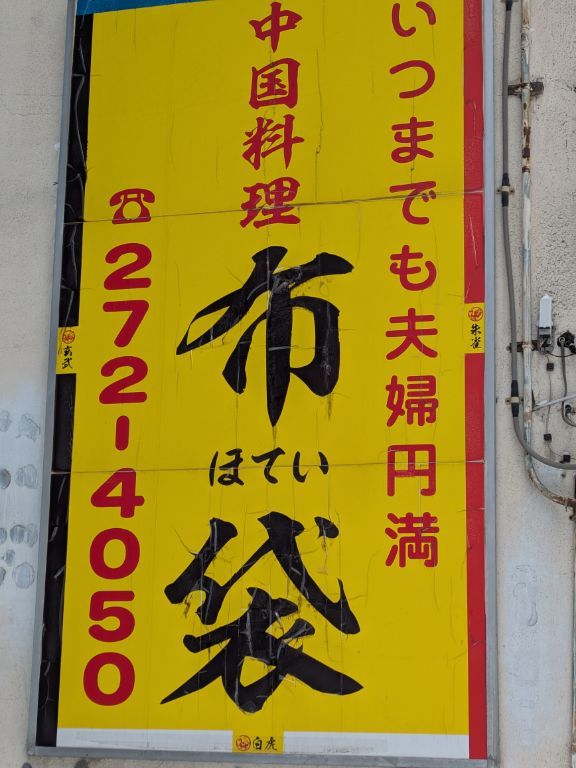 いつまでも夫婦円満
中国料理
布袋
ほてい
☎272-4050
朱雀
玄武
白虎